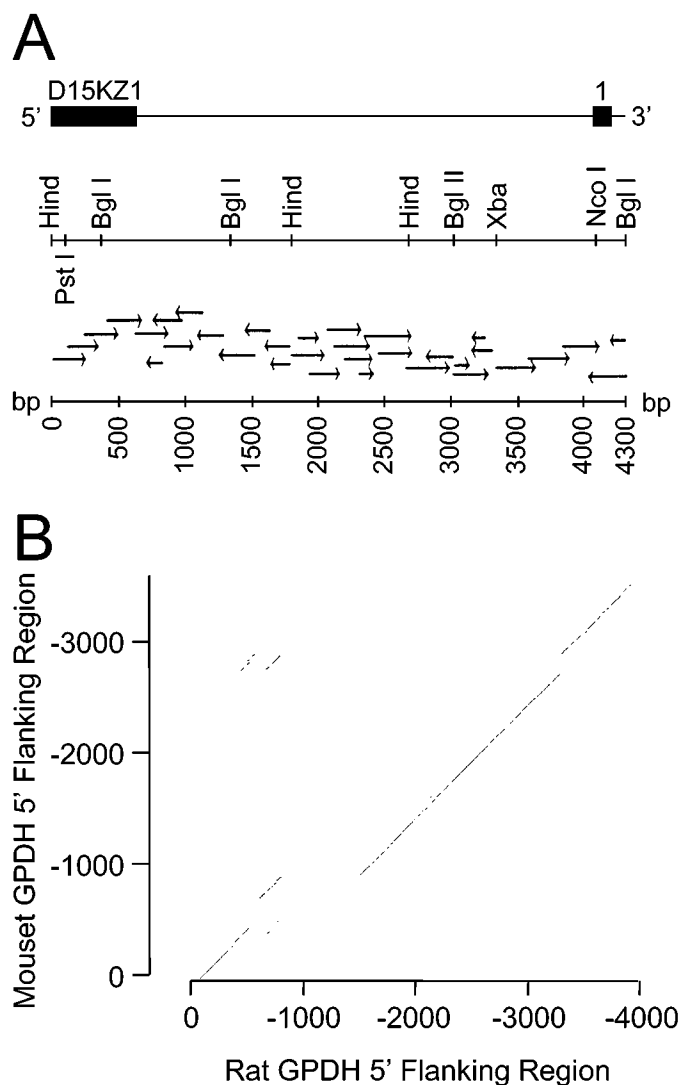 A
D15KZ1 1
5’ 3’
Hind Bgl I Bgl I Hind Hind Bgl II Xba Nco I Bgl I
Pst I
bp bp
0 500 1000 1500 2000 2500 3000 3500 4000 4300
B
Mouset GPDH 5’ Flanking Region
-3000
-2000
-1000
0
0 -1000 -2000 -3000 -4000
Rat GPDH 5’ Flanking Region